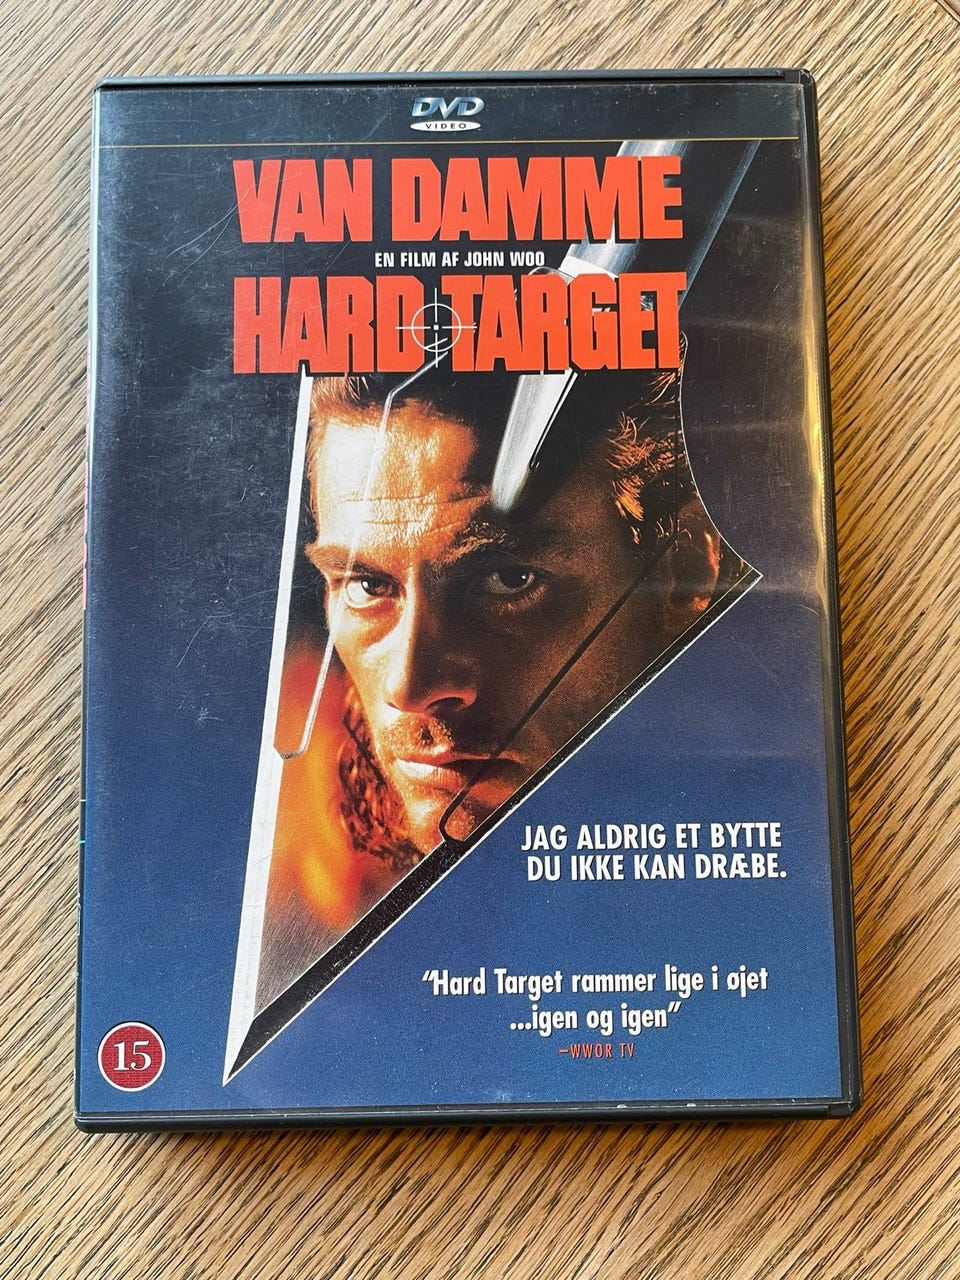 DVD
VIDEO
VAN DAMME
EN FILM AF JOHN WOO
HARD TARGET
JAG ALDRIG ET BYTTE
DU IKKE KAN DRÆBE.
“Hard Target rammer lige i øjet
...igen og igen”
–WWOR TV
15